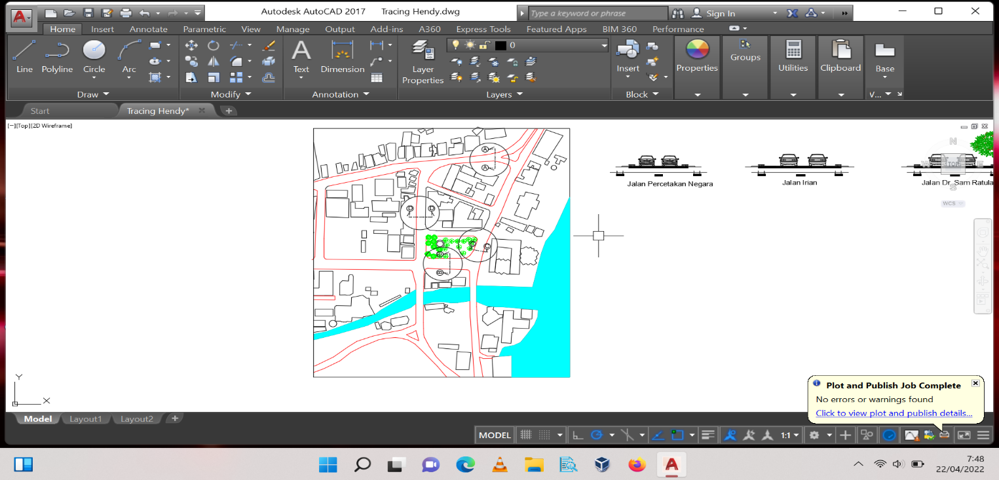 Autodesk AutoCAD 2017 Tracing Hendy.dwg
Type a keyword or phrase
Sign In
Home Insert Annotate Parametric View Manage Output Add-ins A360 Express Tools Featured Apps BIM 360 Performance
0
Line Polyline Circle Arc
Text Dimension
Layer
Properties
Insert
Properties
Groups
Utilities
Clipboard
Base
Draw Modify Annotation Layers Block V...
Start Tracing Hendy*
[−][Top][2D Wireframe]
N
TOP
E
S
W
WCS
A
A
D
D
B
Jalan Percetakan Negara
Jalan Irian
Jalan Dr. Sam Ratula
Y
X
Plot and Publish Job Complete
No errors or warnings found
Click to view plot and publish details...
Model Layout1 Layout2
MODEL 1:1
7:48
22/04/2022